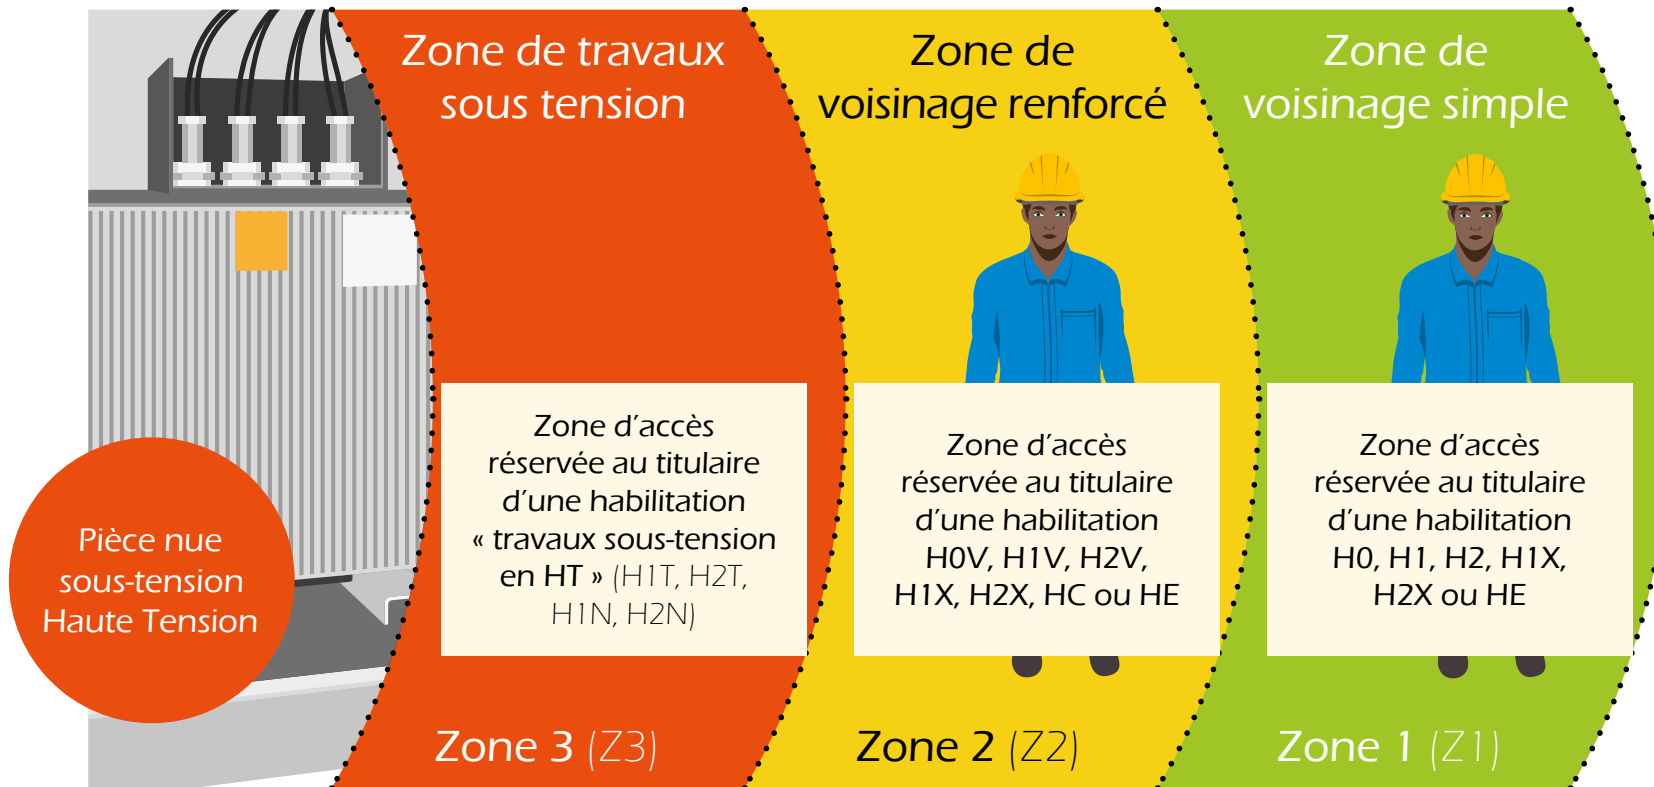 Zone de travaux
sous tension
Zone de
voisinage renforcé
Zone de
voisinage simple
Pièce nue
sous-tension
Haute Tension
Zone d’accès
réservée au titulaire
d’une habilitation
« travaux sous-tension
en HT » (H1T, H2T,
H1N, H2N)
Zone d’accès
réservée au titulaire
d’une habilitation
H0V, H1V, H2V,
H1X, H2X, HC ou HE
Zone d’accès
réservée au titulaire
d’une habilitation
H0, H1, H2, H1X,
H2X ou HE
Zone 3 (Z3)
Zone 2 (Z2)
Zone 1 (Z1)